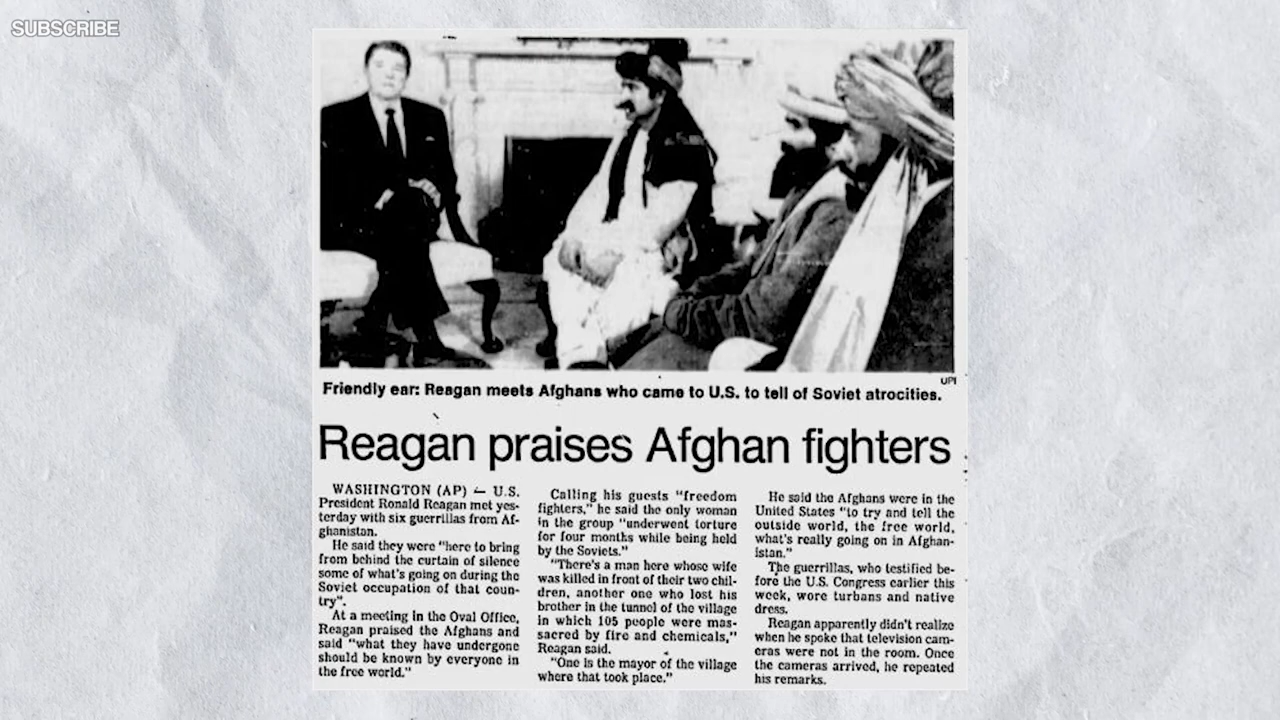 SUBSCRIBE
UPI
Friendly ear: Reagan meets Afghans who came to U.S. to tell of Soviet atrocities.
Reagan praises Afghan fighters
WASHINGTON (AP) — U.S.
President Ronald Reagan met yes-
terday with six guerrillas from Af-
ghanistan.
He said they were "here to bring
from behind the curtain of silence
some of what's going on during the
Soviet occupation of that coun-
try".
At a meeting in the Oval Office,
Reagan praised the Afghans and
said "what they have undergone
should be known by everyone in
the free world."
Calling his guests "freedom
fighters," he said the only woman
in the group "underwent torture
for four months while being held
by the Soviets."
"There's a man here whose wife
was killed in front of their two chil-
dren, another one who lost his
brother in the tunnel of the village
in which 105 people were mas-
sacred by fire and chemicals,"
Reagan said.
"One is the mayor of the village
where that took place."
He said the Afghans were in the
United States "to try and tell the
outside world, the free world,
what's really going on in Afghan-
istan."
The guerrillas, who testified be-
fore the U.S. Congress earlier this
week, wore turbans and native
dress.
Reagan apparently didn't realize
when he spoke that television cam-
eras were not in the room. Once
the cameras arrived, he repeated
his remarks.